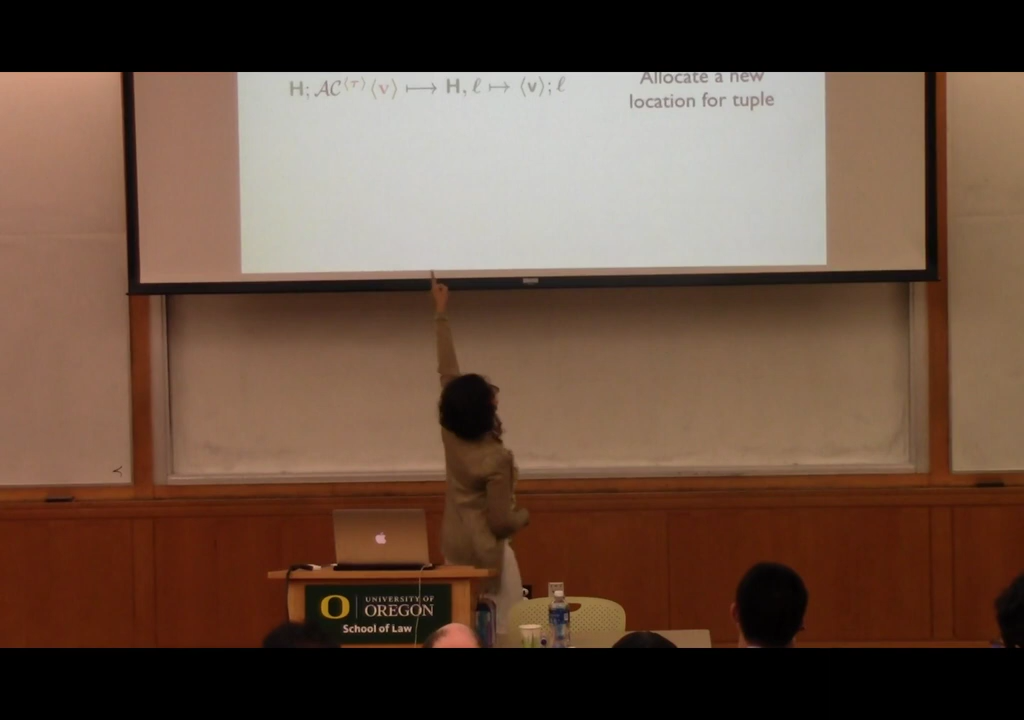 H; 𝒜𝒞⟨τ⟩⟨v⟩ ⟼ H, ℓ ↦ ⟨v⟩; ℓ
Allocate a new
location for tuple
O UNIVERSITY OF
OREGON
School of Law